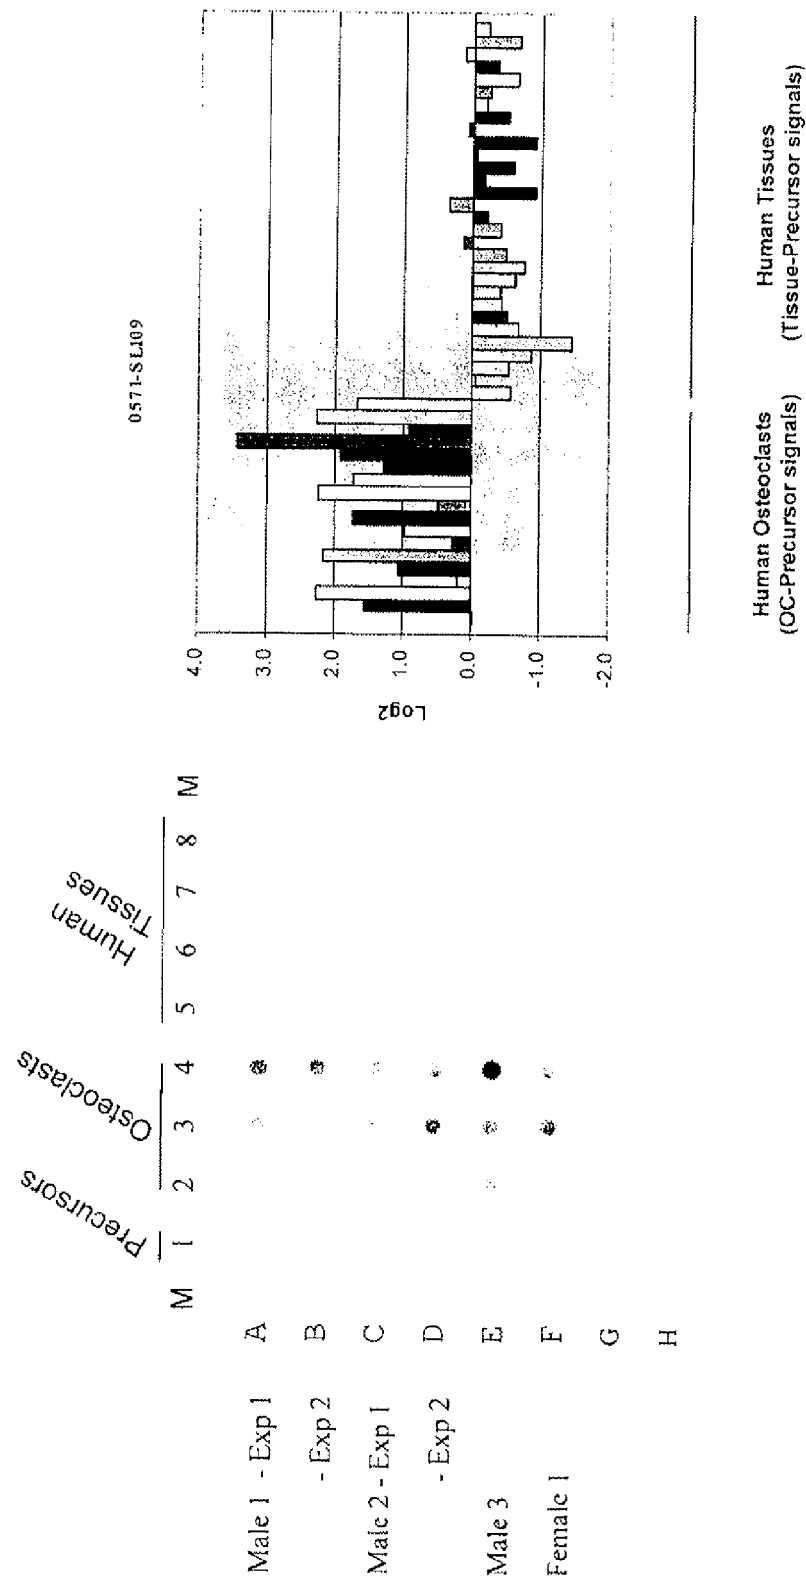 Precursors
Osteoclasts
Human
Tissues
M 1 2 3 4 5 6 7 8 M
Male 1 - Exp 1 A
- Exp 2 B
Male 2 - Exp 1 C
- Exp 2 D
Male 3 E
Female 1 F
G
H
0571-SL109
4.0
3.0
2.0
1.0
0.0
-1.0
-2.0
Log2
Human Osteoclasts
(OC-Precursor signals)
Human Tissues
(Tissue-Precursor signals)